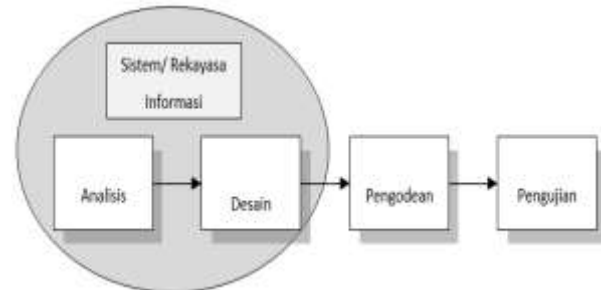 Sistem/ Rekayasa
Informasi
Analisis
Desain
Pengodean
Pengujian